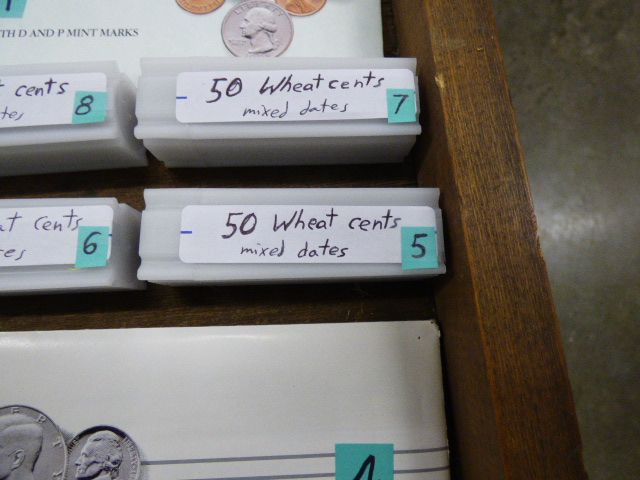 TH D AND P MINT MARKS
cents
8
50 Wheat cents
mixed dates
7
cents
6
50 Wheat cents
mixed dates
5